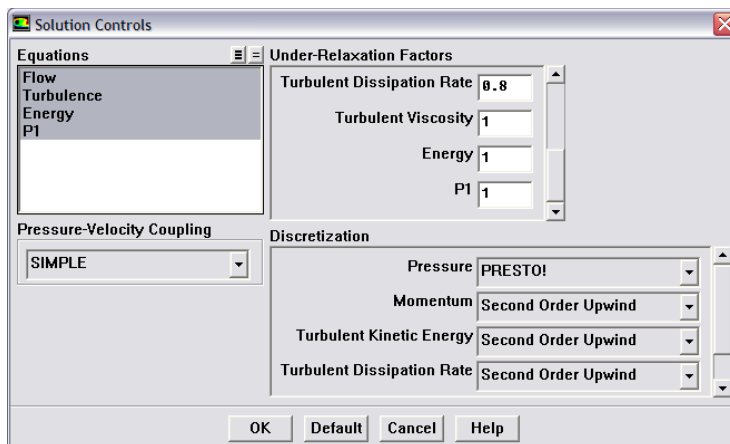 Solution Controls
Equations
Flow
Turbulence
Energy
P1
Under-Relaxation Factors
Turbulent Dissipation Rate 0.8
Turbulent Viscosity 1
Energy 1
P1 1
Pressure-Velocity Coupling
SIMPLE
Discretization
Pressure PRESTO!
Momentum Second Order Upwind
Turbulent Kinetic Energy Second Order Upwind
Turbulent Dissipation Rate Second Order Upwind
OK Default Cancel Help